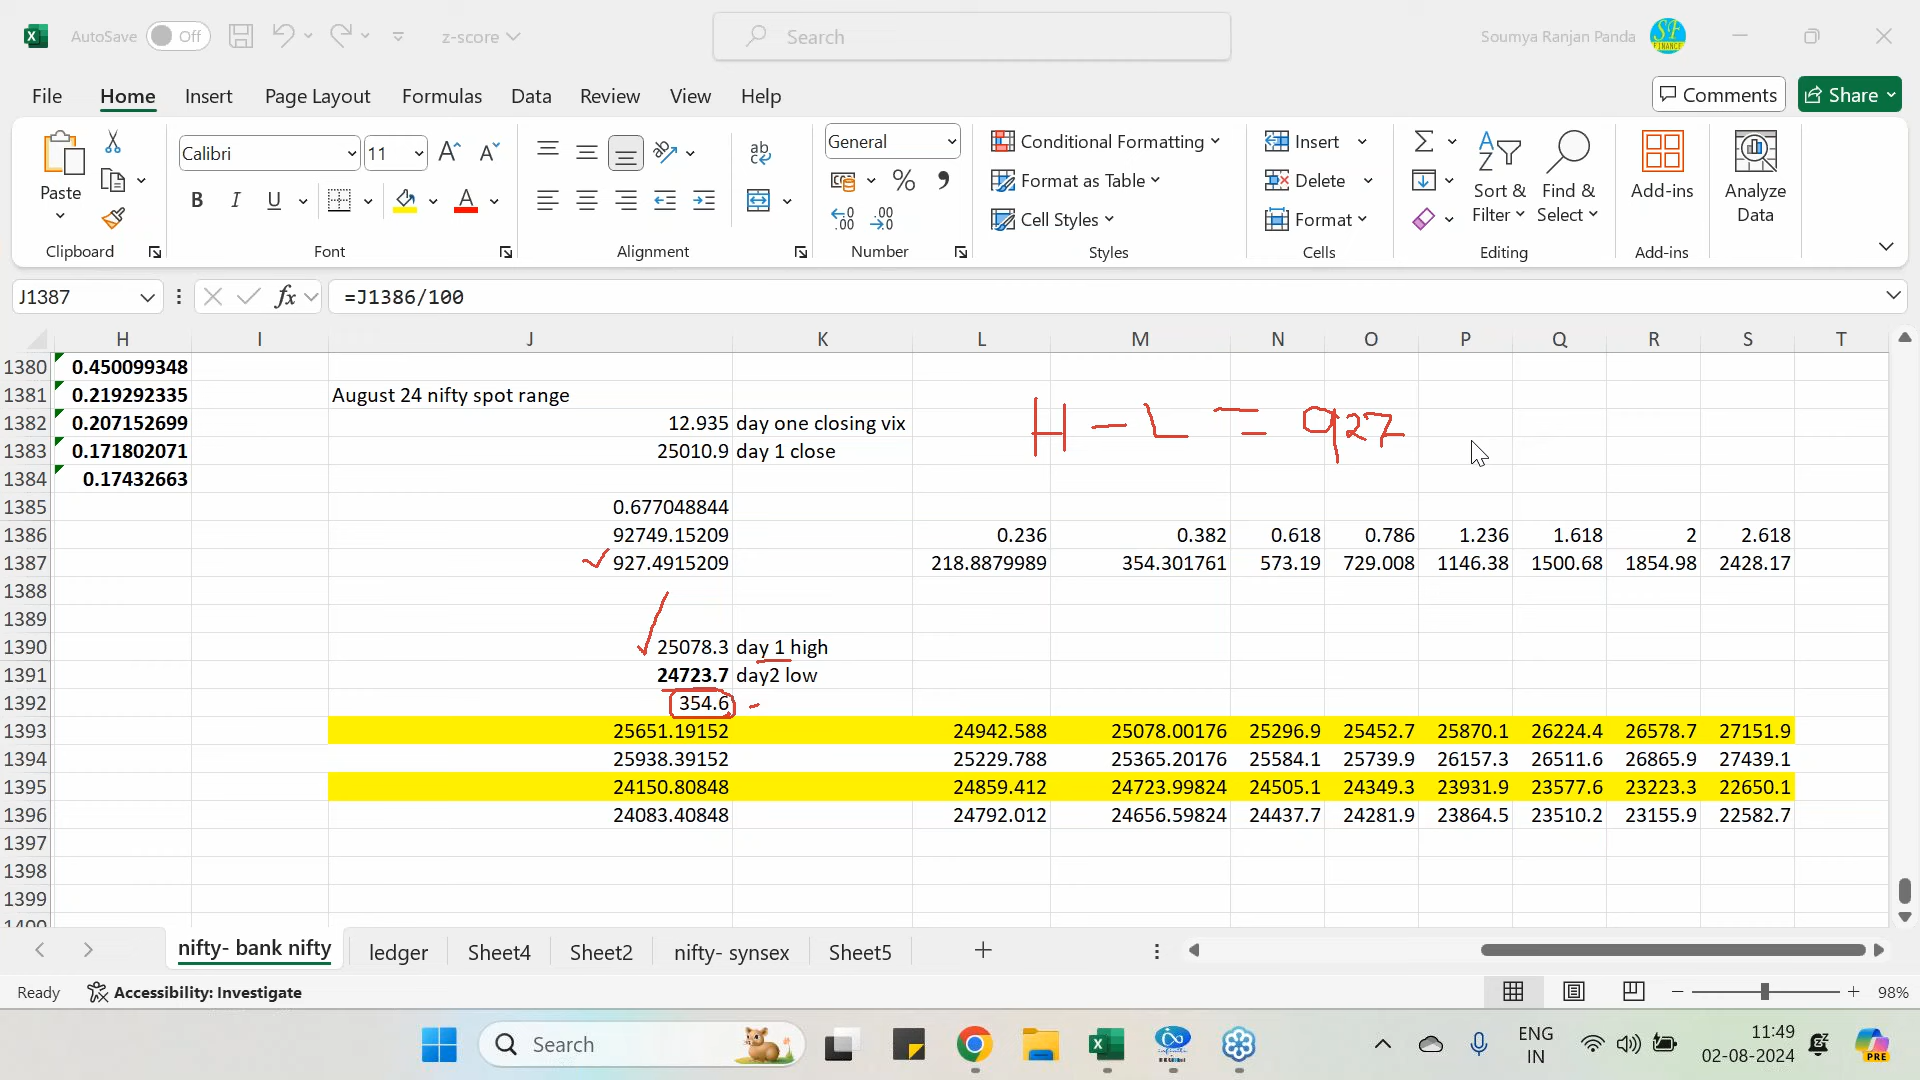 AutoSave Off z-score Search Soumya Ranjan Panda SF FINANCE
File Home Insert Page Layout Formulas Data Review View Help Comments Share
Paste Calibri 11 A A ab General Conditional Formatting Insert Σ A Z
B I U A % , Format as Table Delete Sort & Filter Find & Select Add-ins Analyze Data
.00 .00 Cell Styles Format
Clipboard Font Alignment Number Styles Cells Editing Add-ins
J1387 fx =J1386/100
H I J K L M N O P Q R S T
1380 0.450099348
1381 0.219292335 August 24 nifty spot range
1382 0.207152699 12.935 day one closing vix H - L = 927
1383 0.171802071 25010.9 day 1 close
1384 0.17432663
1385 0.677048844
1386 92749.15209 0.236 0.382 0.618 0.786 1.236 1.618 2 2.618
1387 927.4915209 218.8879989 354.301761 573.19 729.008 1146.38 1500.68 1854.98 2428.17
1388
1389
1390 25078.3 day 1 high
1391 24723.7 day2 low
1392 354.6
1393 25651.19152 24942.588 25078.00176 25296.9 25452.7 25870.1 26224.4 26578.7 27151.9
1394 25938.39152 25229.788 25365.20176 25584.1 25739.9 26157.3 26511.6 26865.9 27439.1
1395 24150.80848 24859.412 24723.99824 24505.1 24349.3 23931.9 23577.6 23223.3 22650.1
1396 24083.40848 24792.012 24656.59824 24437.7 24281.9 23864.5 23510.2 23155.9 22582.7
1397
1398
1399
1400
nifty- bank nifty ledger Sheet4 Sheet2 nifty- synsex Sheet5
Ready Accessibility: Investigate 98%
Search ENG IN 11:49 02-08-2024 PRE